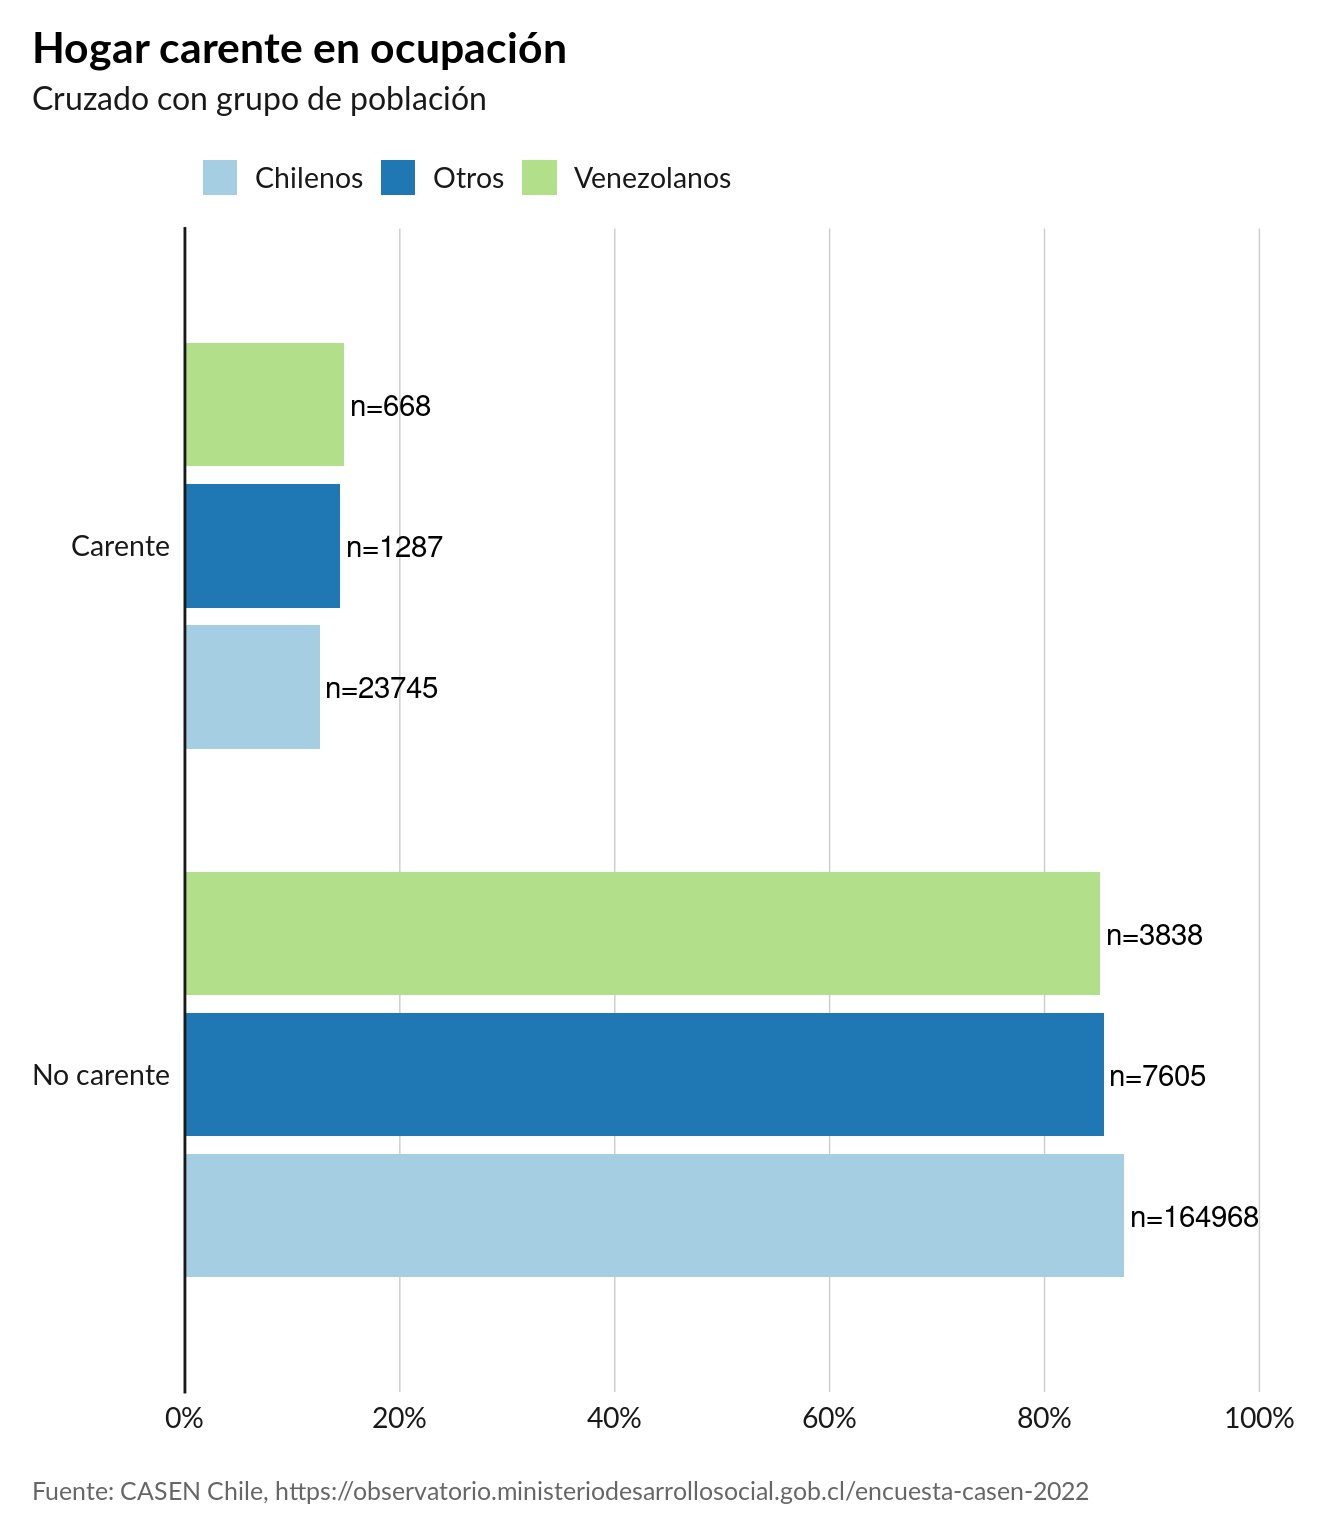 Hogar carente en ocupación
Cruzado con grupo de población
Chilenos Otros Venezolanos
n=668
Carente n=1287
n=23745
n=3838
No carente n=7605
n=164968
0% 20% 40% 60% 80% 100%
Fuente: CASEN Chile, https://observatorio.ministeriodesarrollosocial.gob.cl/encuesta-casen-2022